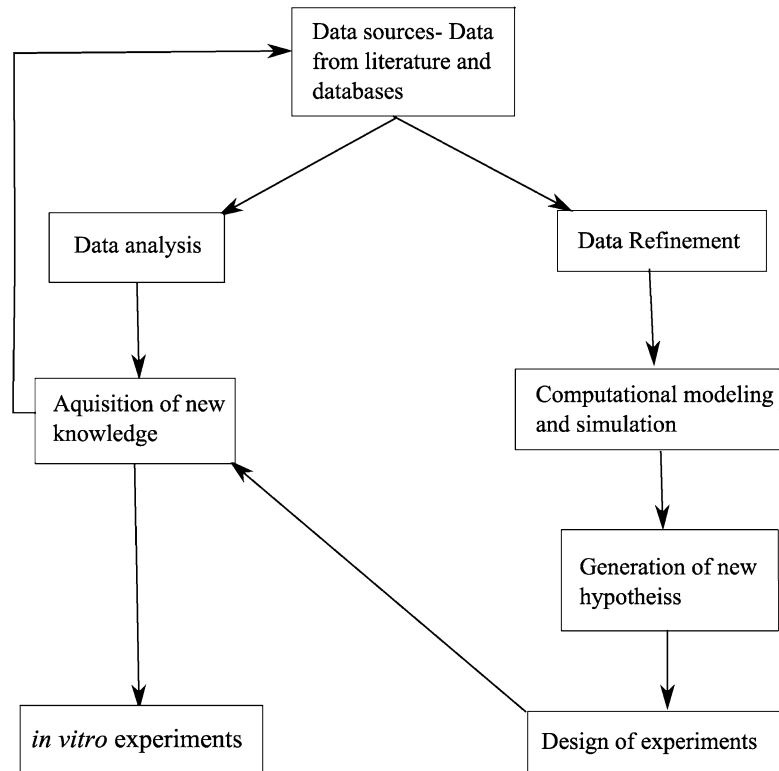 Data sources- Data
from literature and
databases
Data analysis
Data Refinement
Aquisition of new
knowledge
Computational modeling
and simulation
Generation of new
hypotheiss
in vitro experiments
Design of experiments